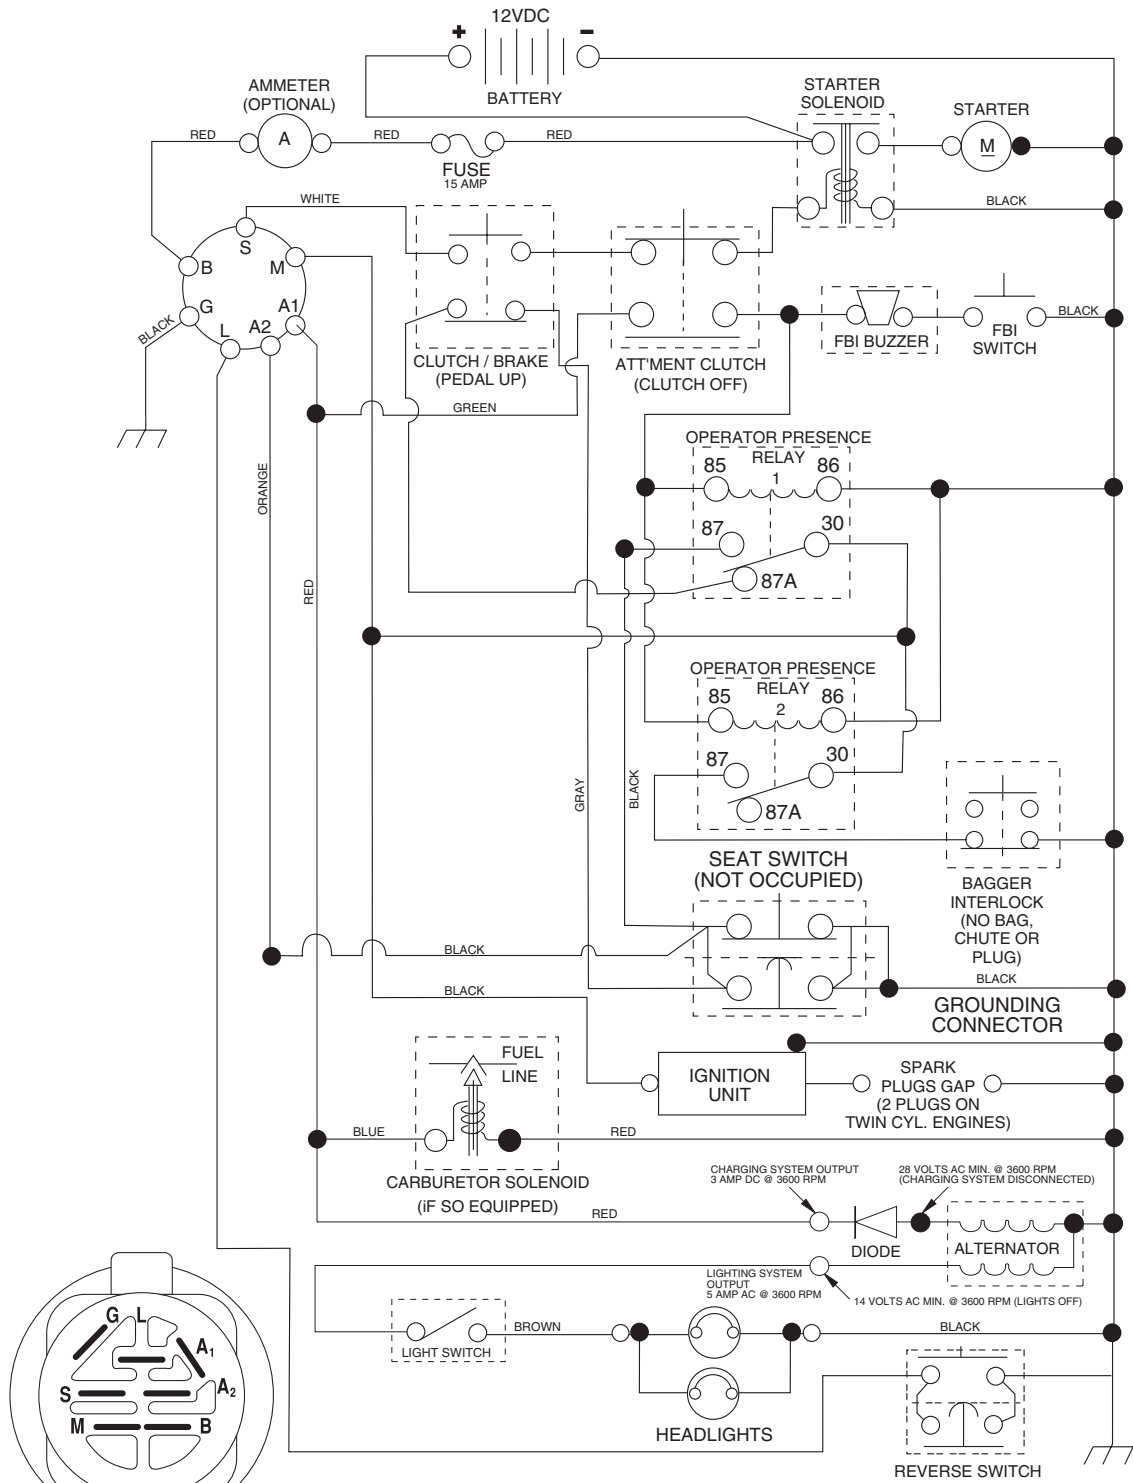 12VDC
+
-
BATTERY
AMMETER
(OPTIONAL)
STARTER
SOLENOID
STARTER
RED
A
RED
RED
M
FUSE
15 AMP
WHITE
BLACK
S
B
M
G
A1
L
A2
BLACK
FBI BUZZER
FBI
SWITCH
BLACK
CLUTCH / BRAKE
(PEDAL UP)
ATT'MENT CLUTCH
(CLUTCH OFF)
GREEN
OPERATOR PRESENCE
RELAY
1
85
86
87
30
87A
ORANGE
RED
OPERATOR PRESENCE
RELAY
2
85
86
87
30
87A
GRAY
BLACK
SEAT SWITCH
(NOT OCCUPIED)
BAGGER
INTERLOCK
(NO BAG,
CHUTE OR
PLUG)
BLACK
BLACK
BLACK
GROUNDING
CONNECTOR
FUEL
LINE
IGNITION
UNIT
SPARK
PLUGS GAP
(2 PLUGS ON
TWIN CYL. ENGINES)
BLUE
RED
CARBURETOR SOLENOID
(iF SO EQUIPPED)
CHARGING SYSTEM OUTPUT
3 AMP DC @ 3600 RPM
28 VOLTS AC MIN. @ 3600 RPM
(CHARGING SYSTEM DISCONNECTED)
RED
DIODE
ALTERNATOR
LIGHTING SYSTEM
OUTPUT
5 AMP AC @ 3600 RPM
14 VOLTS AC MIN. @ 3600 RPM (LIGHTS OFF)
LIGHT SWITCH
BROWN
BLACK
HEADLIGHTS
REVERSE SWITCH
G
L
A1
A2
S
M
B